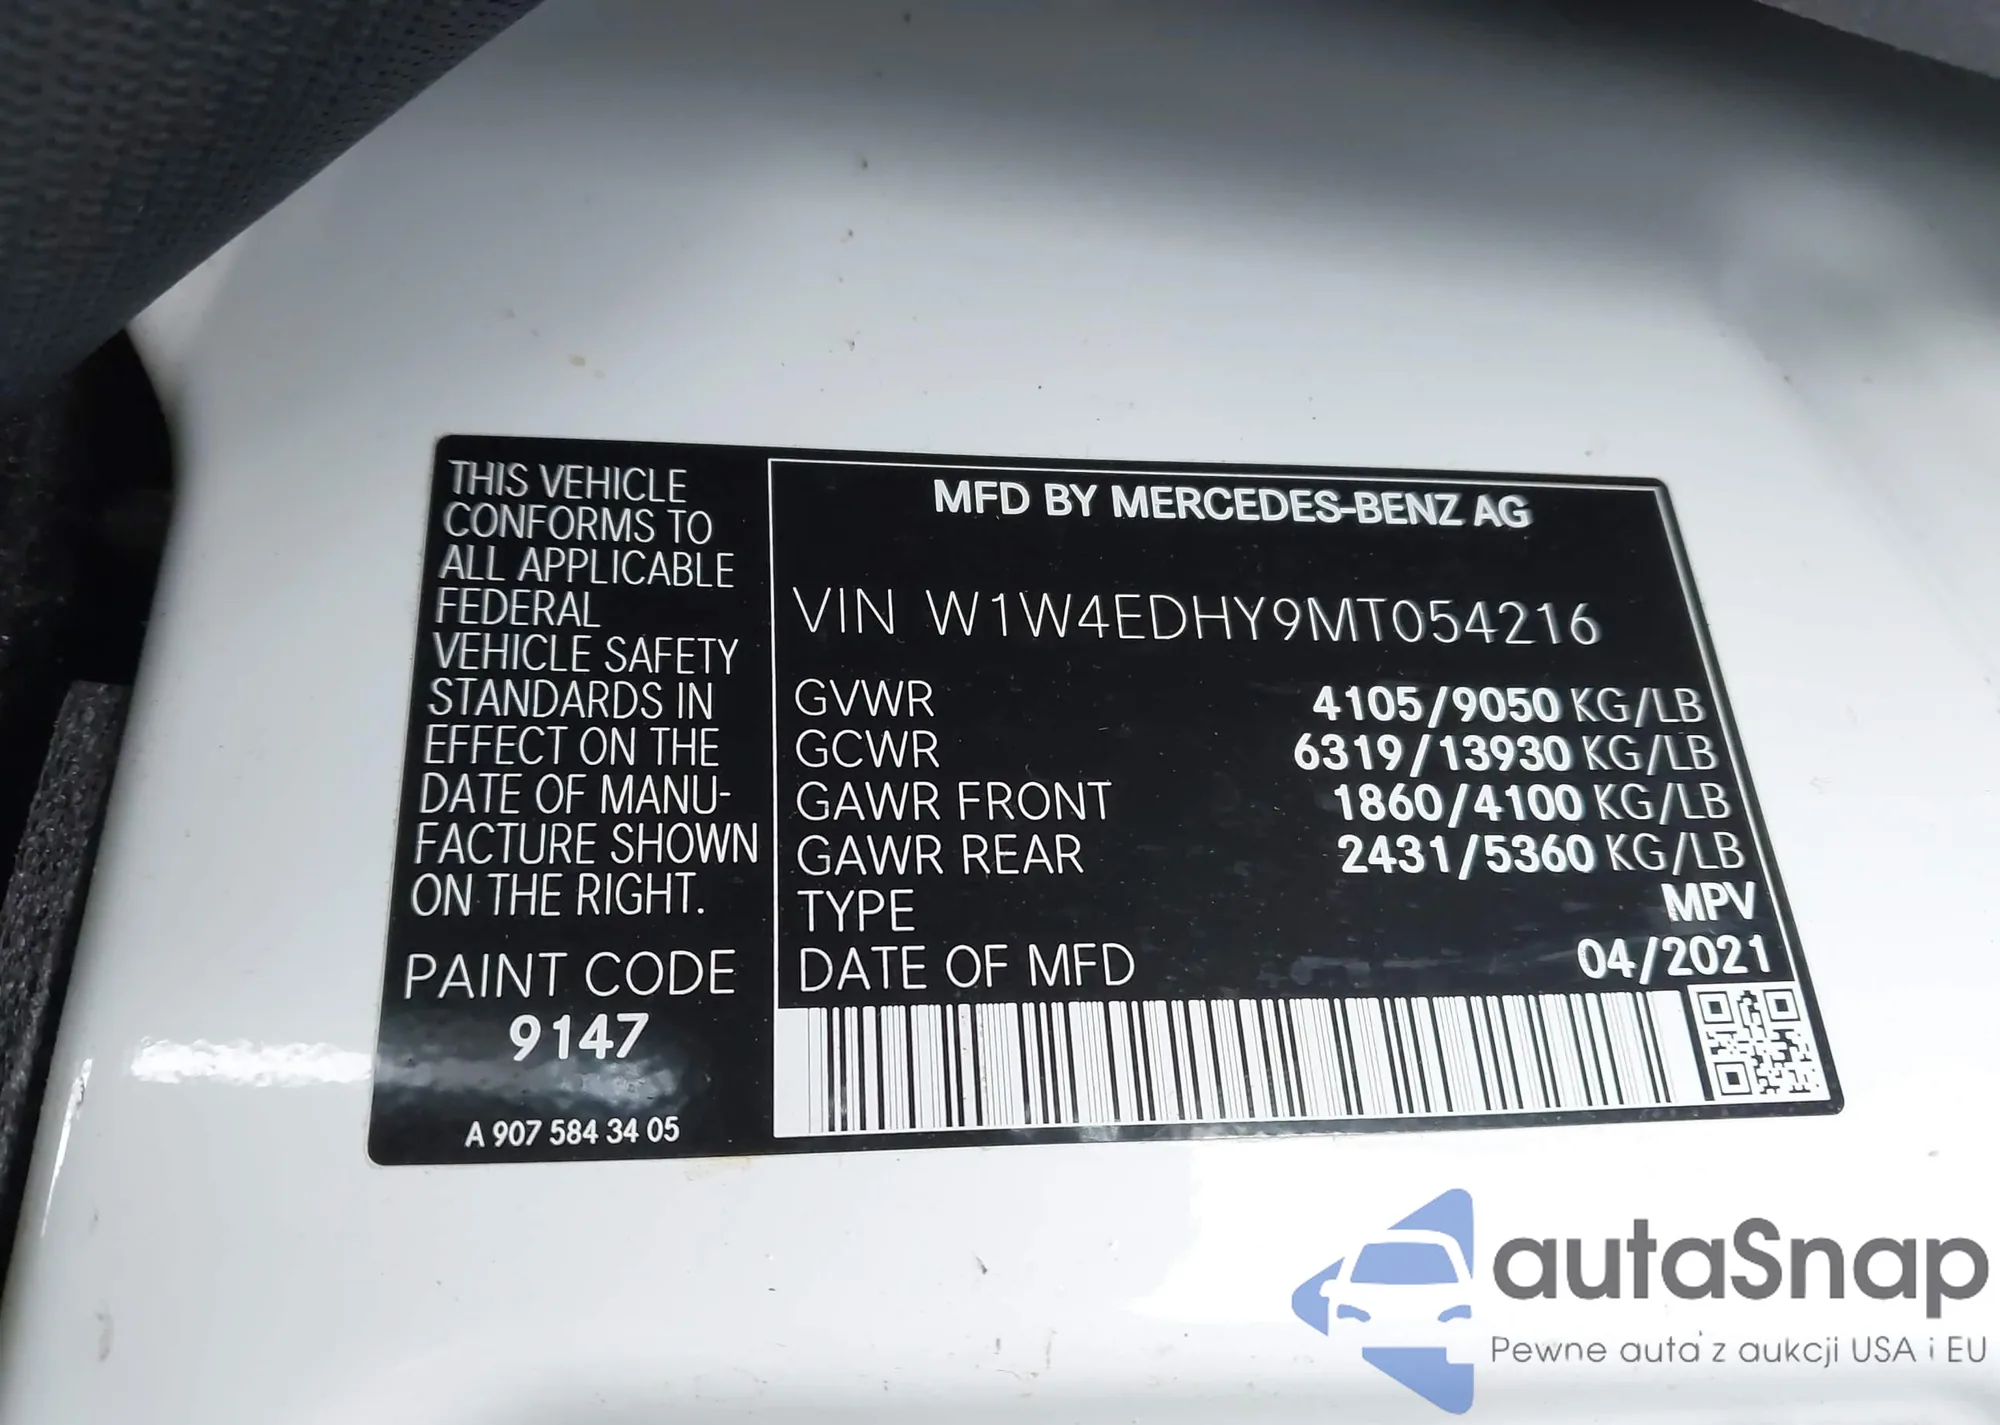 THIS VEHICLE
CONFORMS TO
ALL APPLICABLE
FEDERAL
VEHICLE SAFETY
STANDARDS IN
EFFECT ON THE
DATE OF MANU-
FACTURE SHOWN
ON THE RIGHT.
PAINT CODE
9147
A 907 584 34 05
MFD BY MERCEDES-BENZ AG
VIN W1W4EDHY9MT054216
GVWR 4105/9050 KG/LB
GCWR 6319/13930 KG/LB
GAWR FRONT 1860/4100 KG/LB
GAWR REAR 2431/5360 KG/LB
TYPE MPV
DATE OF MFD 04/2021
autaSnap
Pewne auta z aukcji USA i EU